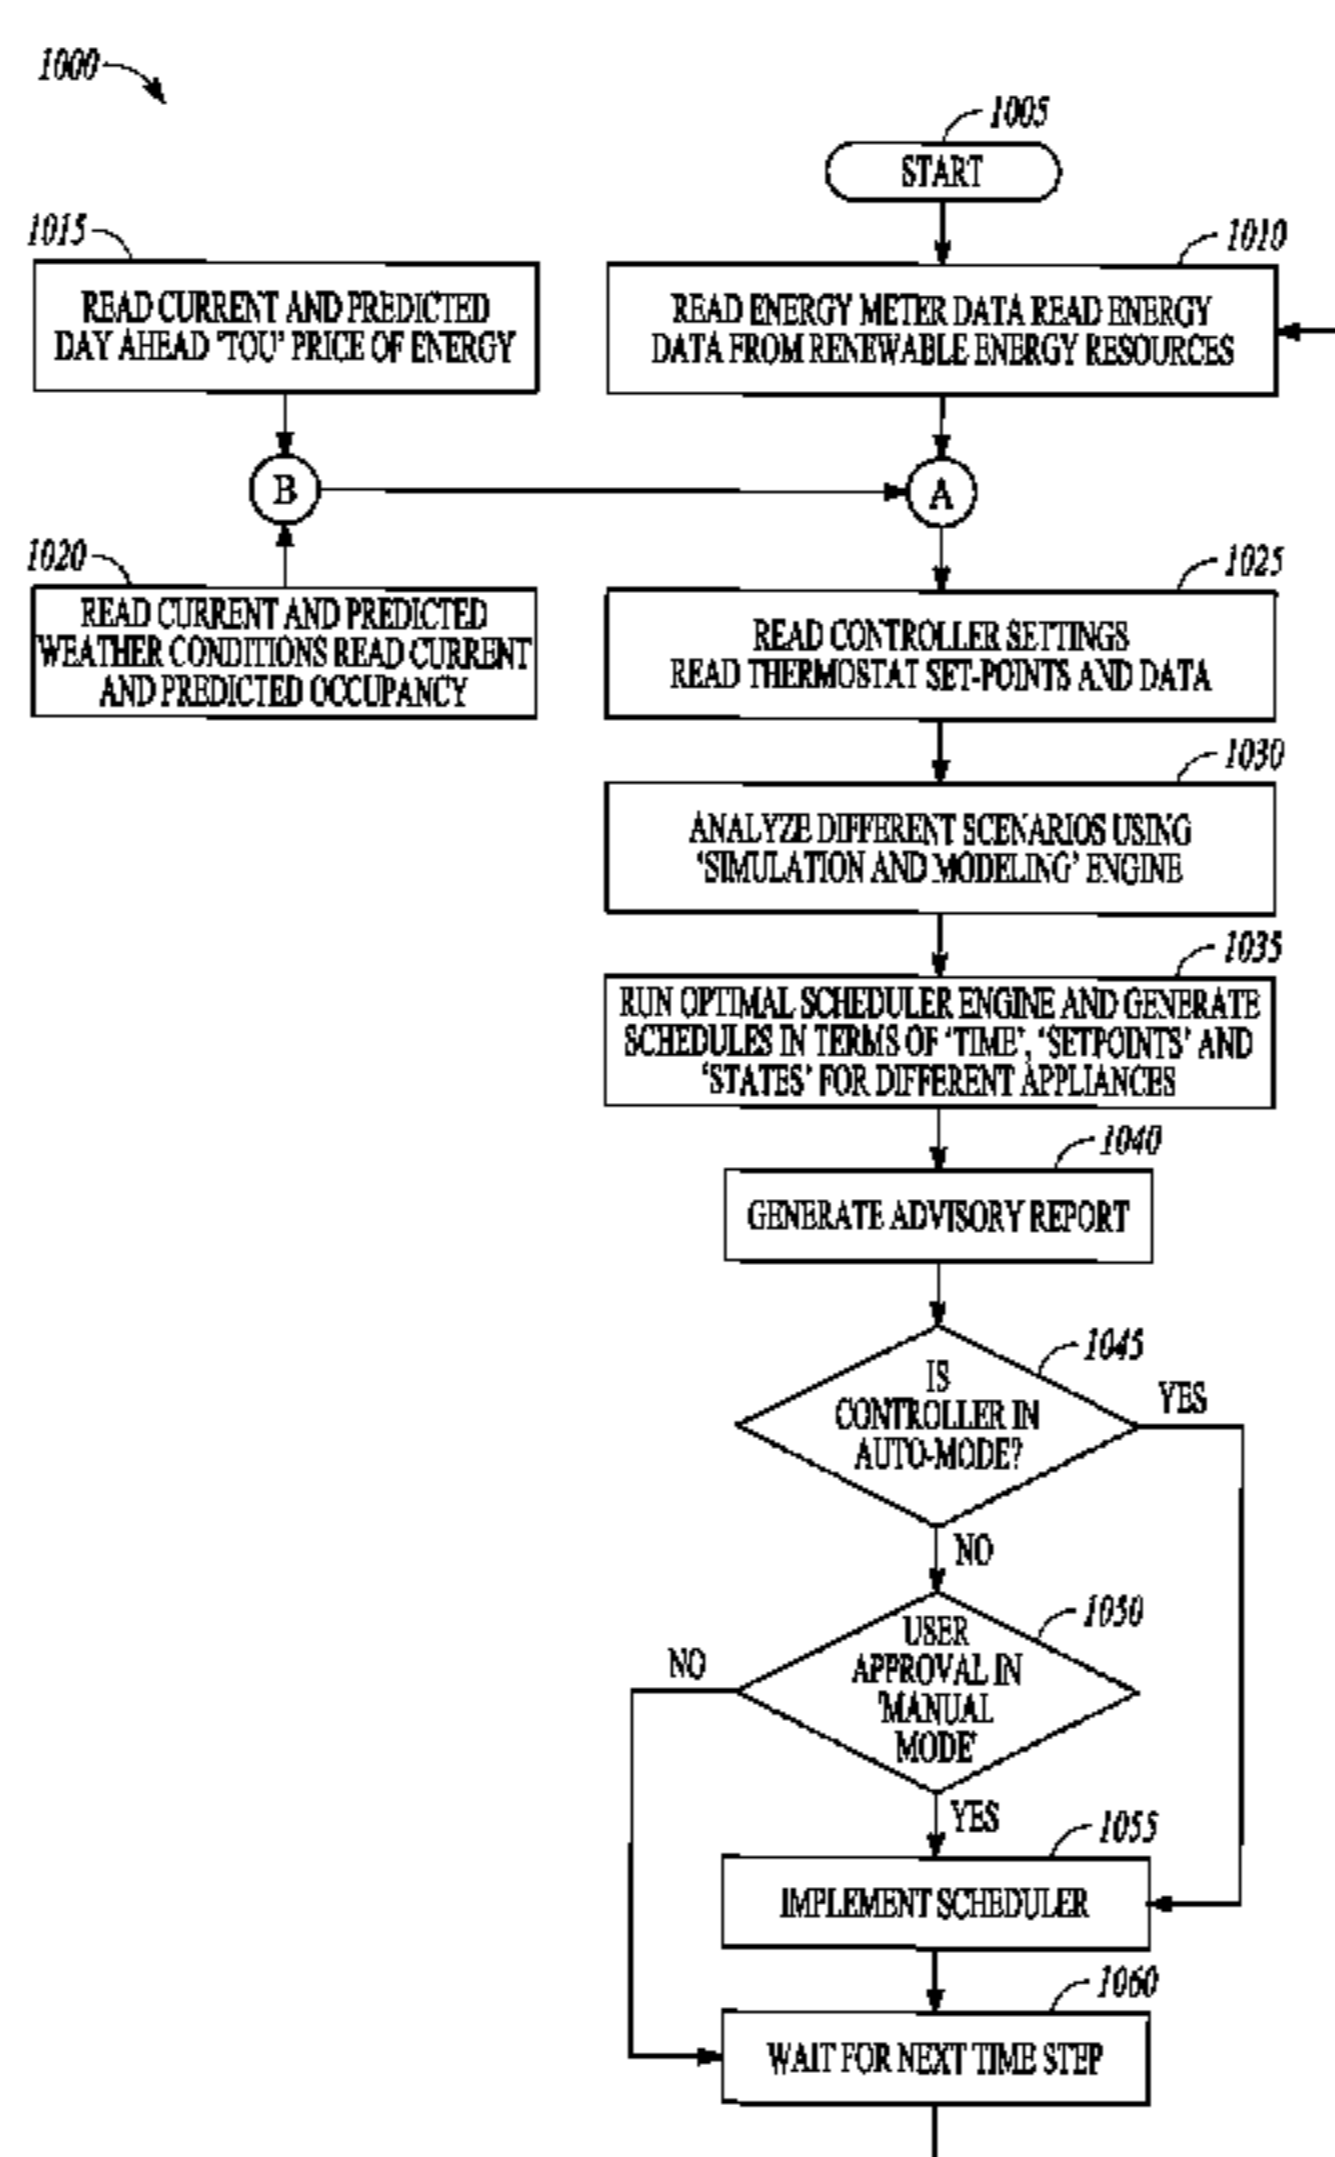 1000
1005
START
1015
READ CURRENT AND PREDICTED
DAY AHEAD 'TOU' PRICE OF ENERGY
1010
READ ENERGY METER DATA READ ENERGY
DATA FROM RENEWABLE ENERGY RESOURCES
B
A
1020
READ CURRENT AND PREDICTED
WEATHER CONDITIONS READ CURRENT
AND PREDICTED OCCUPANCY
1025
READ CONTROLLER SETTINGS
READ THERMOSTAT SET-POINTS AND DATA
1030
ANALYZE DIFFERENT SCENARIOS USING
'SIMULATION AND MODELING' ENGINE
1035
RUN OPTIMAL SCHEDULER ENGINE AND GENERATE
SCHEDULES IN TERMS OF 'TIME', 'SETPOINTS' AND
'STATES' FOR DIFFERENT APPLIANCES
1040
GENERATE ADVISORY REPORT
1045
IS
CONTROLLER IN
AUTO-MODE?
YES
NO
1050
USER
APPROVAL IN
'MANUAL
MODE'
NO
YES
1055
IMPLEMENT SCHEDULER
1060
WAIT FOR NEXT TIME STEP